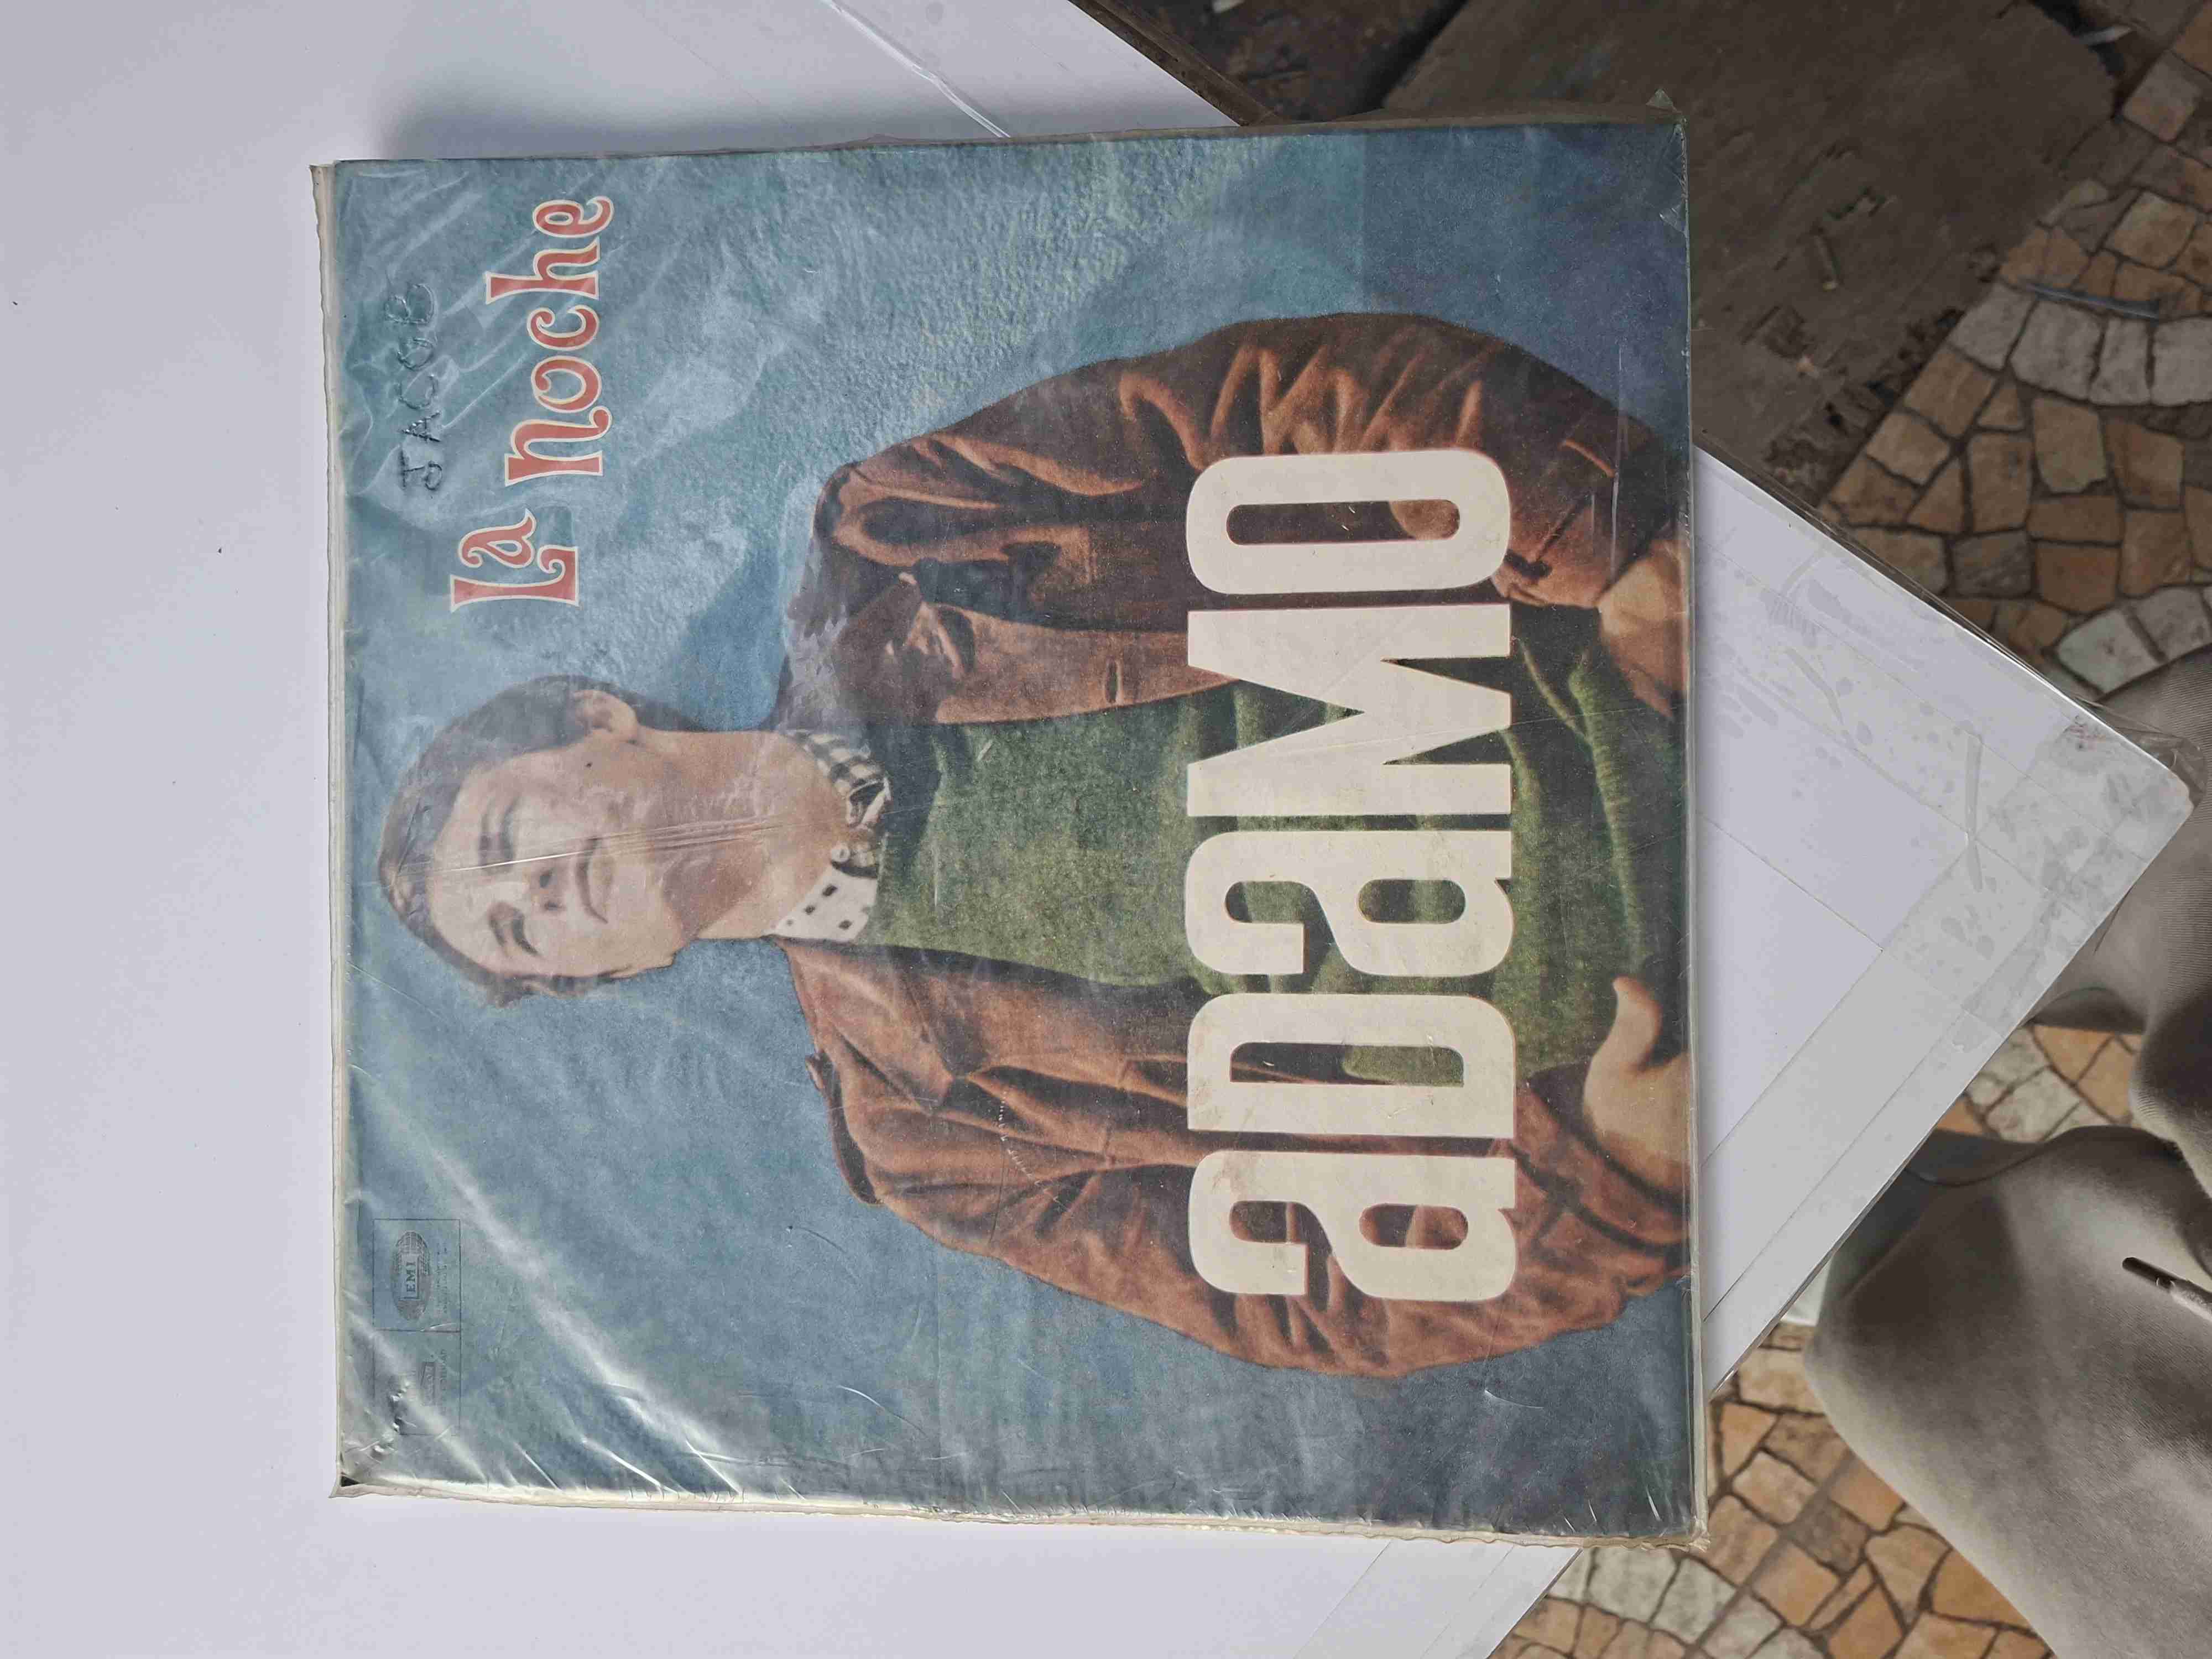 JACOB
La noche
EMI
aDaMO